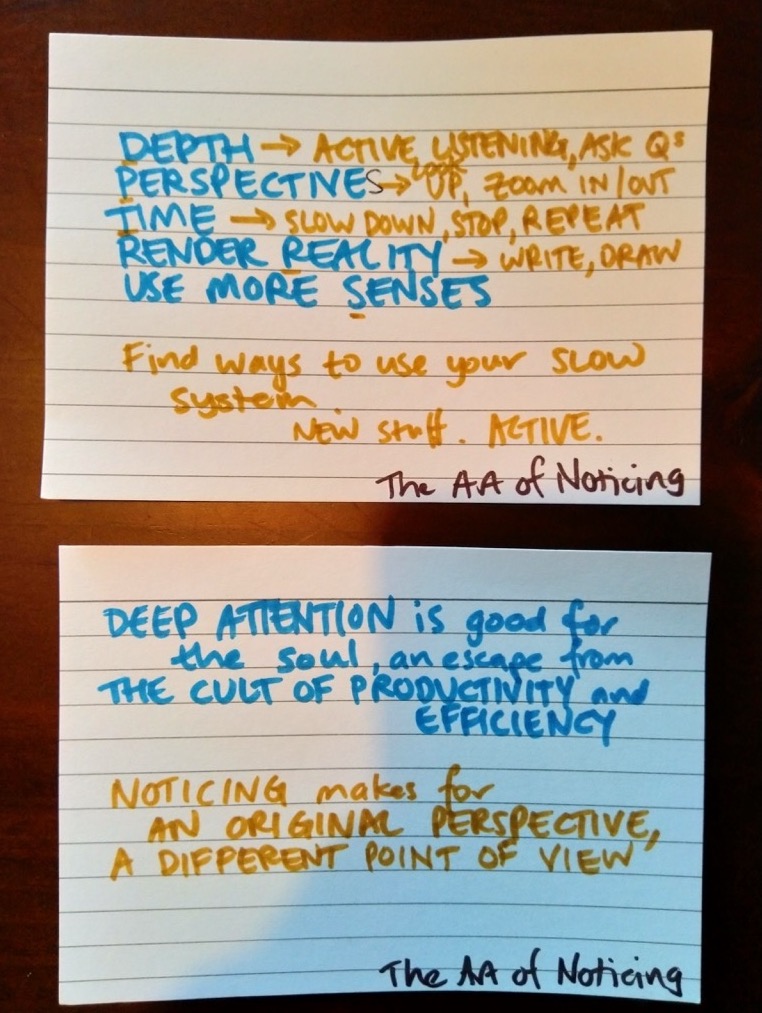 DEPTH → ACTIVE LISTENING, ASK Qs
PERSPECTIVES → LOOK UP, ZOOM IN/OUT
TIME → SLOW DOWN, STOP, REPEAT
RENDER REALITY → WRITE, DRAW
USE MORE SENSES
Find ways to use your SLOW
system
NEW stuff. ACTIVE.
The AA of Noticing
DEEP ATTENTION is good for
the soul, an escape from
THE CULT OF PRODUCTIVITY and
EFFICIENCY
NOTICING makes for
AN ORIGINAL PERSPECTIVE,
A DIFFERENT POINT OF VIEW
The AA of Noticing